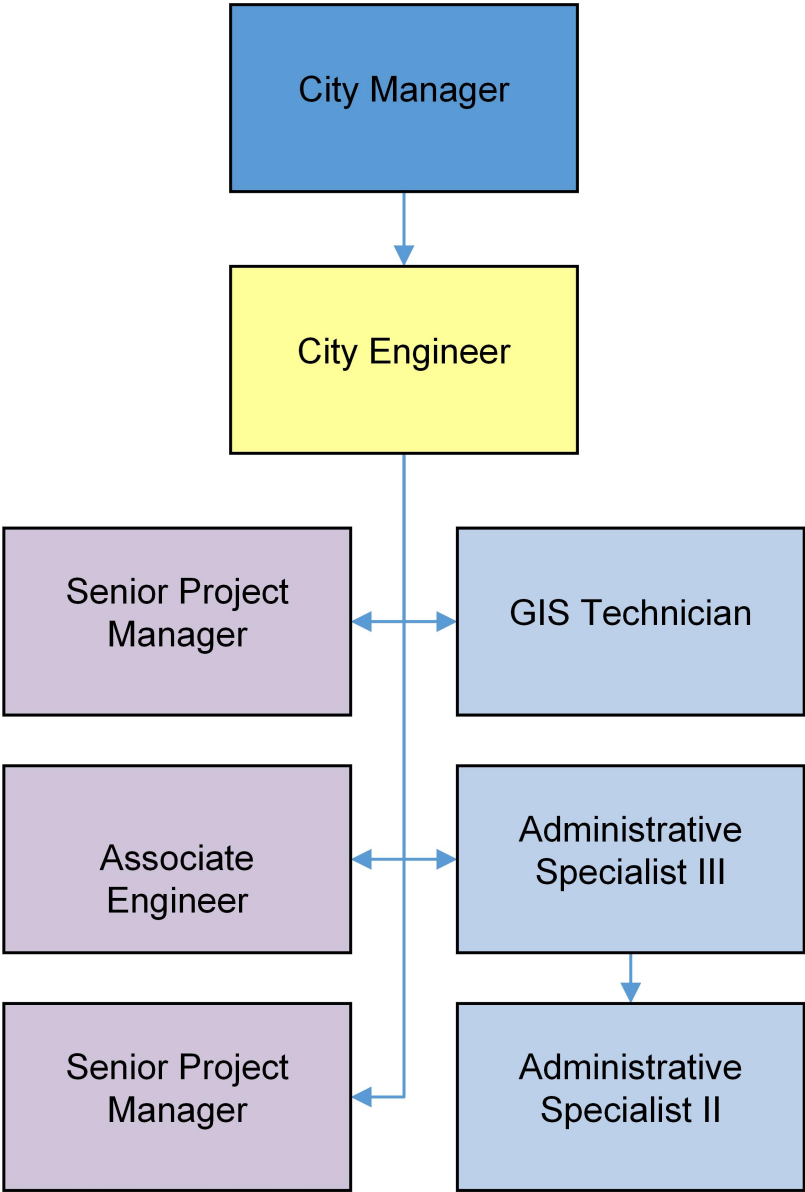 City Manager
City Engineer
Senior Project
Manager
GIS Technician
Associate
Engineer
Administrative
Specialist III
Senior Project
Manager
Administrative
Specialist II